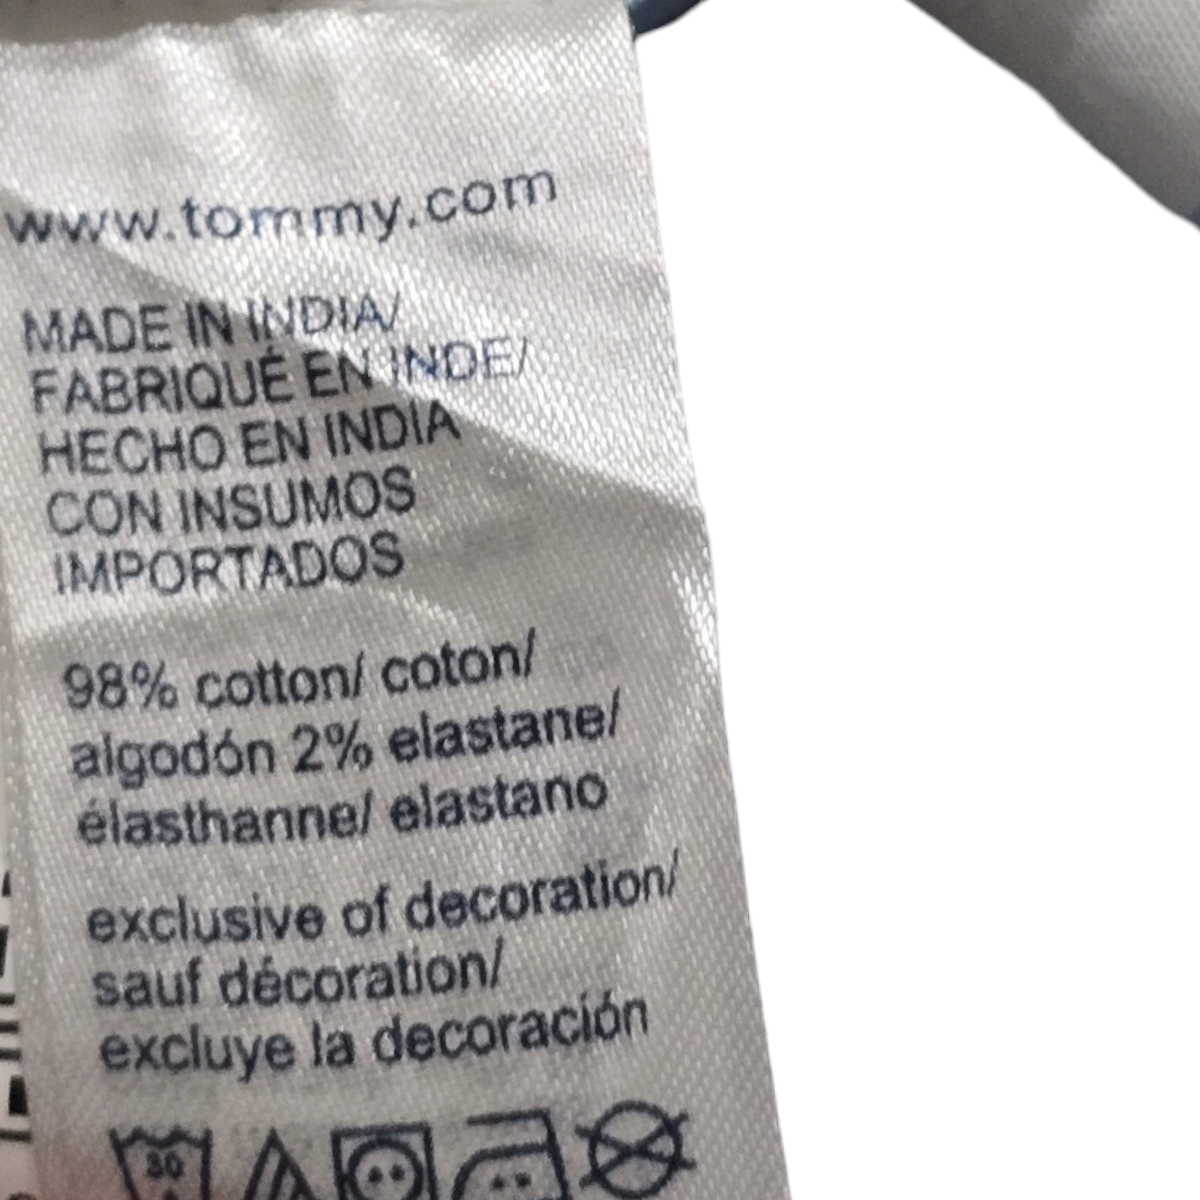 www.tommy.com
MADE IN INDIA/
FABRIQUÉ EN INDE/
HECHO EN INDIA
CON INSUMOS
IMPORTADOS
98% cotton/ coton/
algodón 2% elastane/
élasthanne/ elastano
exclusive of decoration/
sauf décoration/
excluye la decoración
30